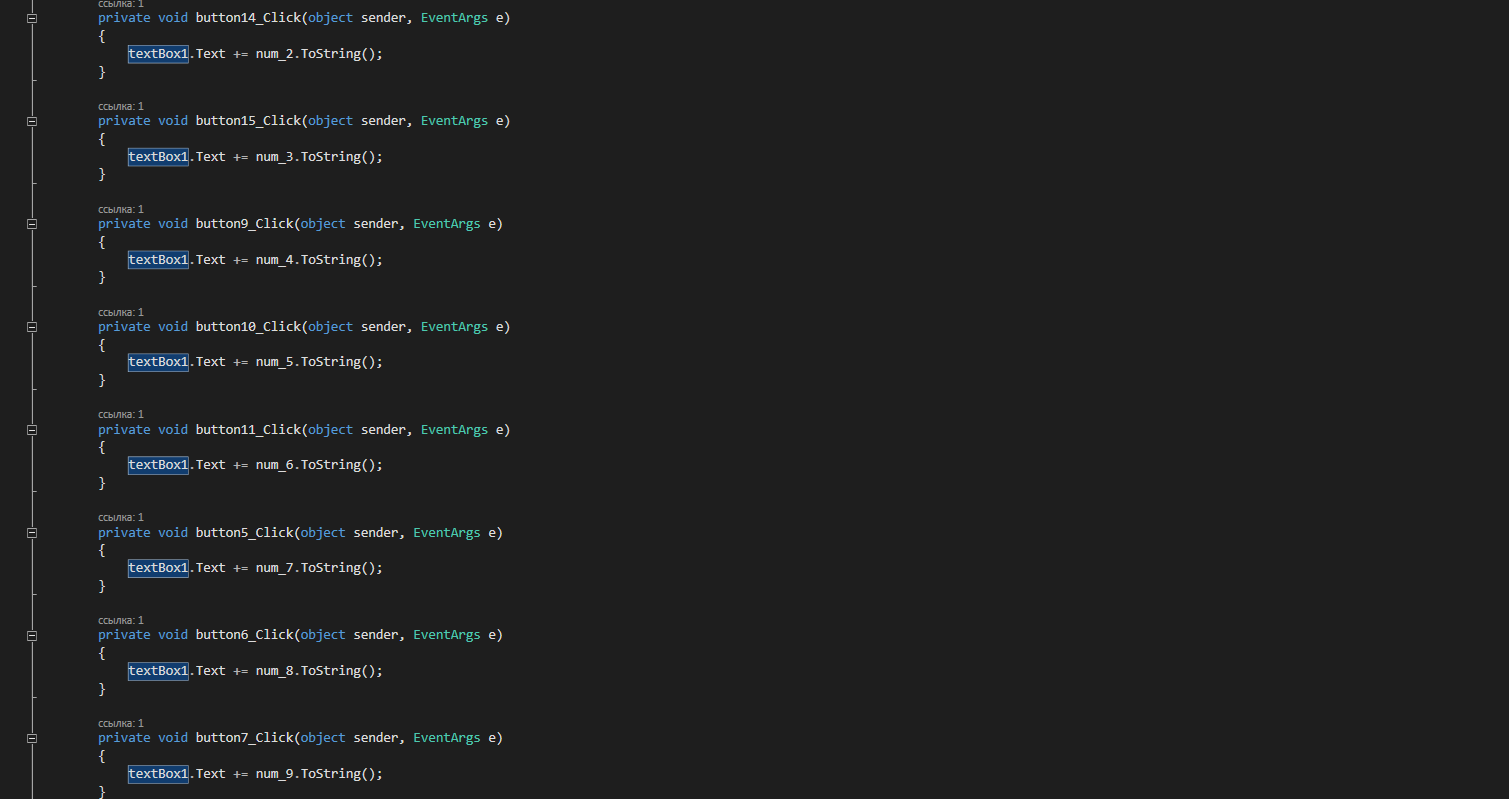 ссылка: 1
private void button14_Click(object sender, EventArgs e)
{
textBox1.Text += num_2.ToString();
}
ссылка: 1
private void button15_Click(object sender, EventArgs e)
{
textBox1.Text += num_3.ToString();
}
ссылка: 1
private void button9_Click(object sender, EventArgs e)
{
textBox1.Text += num_4.ToString();
}
ссылка: 1
private void button10_Click(object sender, EventArgs e)
{
textBox1.Text += num_5.ToString();
}
ссылка: 1
private void button11_Click(object sender, EventArgs e)
{
textBox1.Text += num_6.ToString();
}
ссылка: 1
private void button5_Click(object sender, EventArgs e)
{
textBox1.Text += num_7.ToString();
}
ссылка: 1
private void button6_Click(object sender, EventArgs e)
{
textBox1.Text += num_8.ToString();
}
ссылка: 1
private void button7_Click(object sender, EventArgs e)
{
textBox1.Text += num_9.ToString();
}